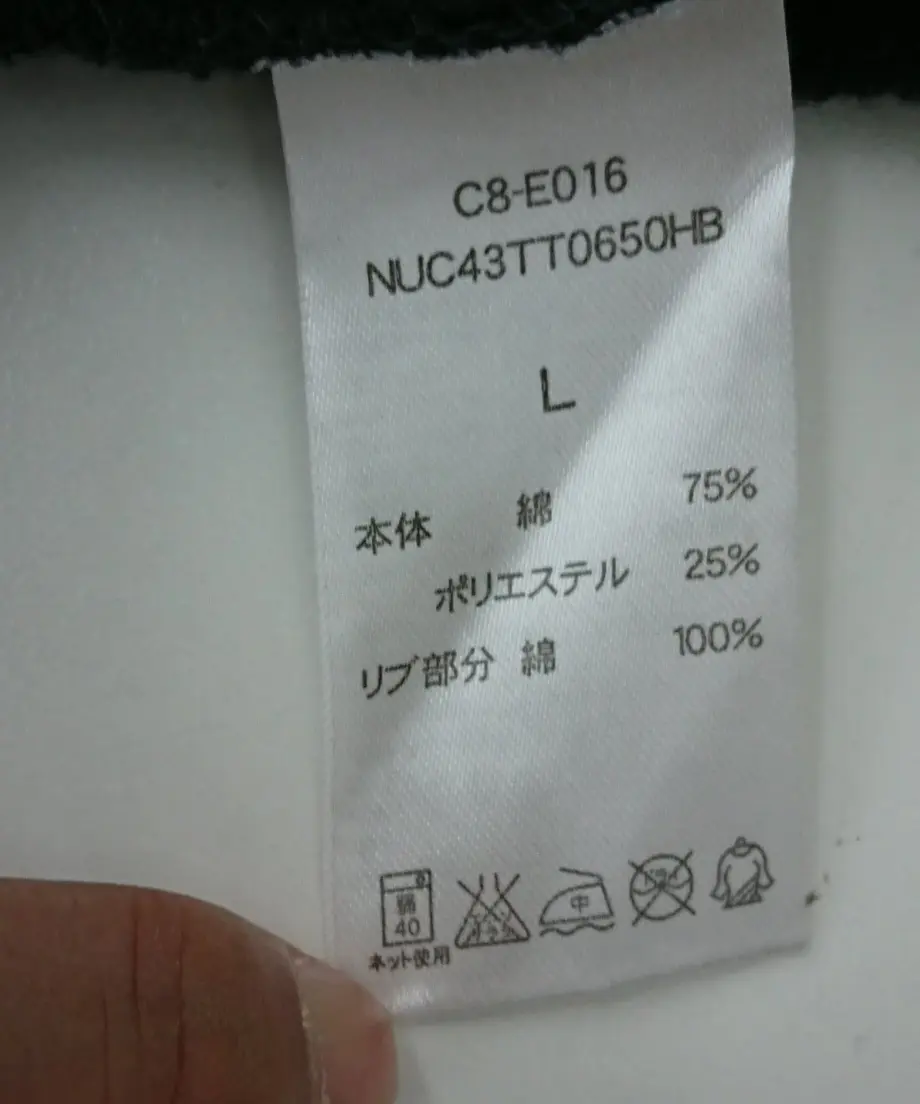 C8-E016
NUC43TT0650HB
L
本体 綿 75%
ポリエステル 25%
リブ部分 綿 100%
弱
40
中
ネット使用